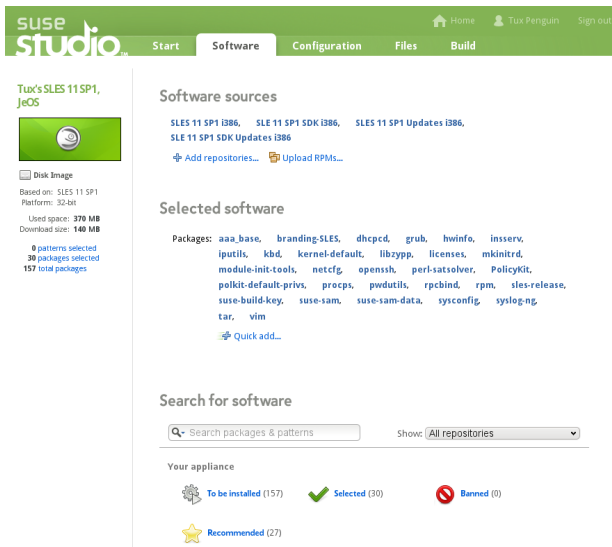 suse
studio™
Home Tux Penguin Sign out
Start Software Configuration Files Build
Tux's SLES 11 SP1,
JeOS
Disk Image
Based on: SLES 11 SP1
Platform: 32-bit
Used space: 370 MB
Download size: 140 MB
0 patterns selected
30 packages selected
157 total packages
Software sources
SLES 11 SP1 i386, SLE 11 SP1 SDK i386, SLES 11 SP1 Updates i386,
SLE 11 SP1 SDK Updates i386
Add repositories... Upload RPMs...
Selected software
Packages: aaa_base, branding-SLES, dhcpcd, grub, hwinfo, insserv,
iputils, kbd, kernel-default, libzypp, licenses, mkinitrd,
module-init-tools, netcfg, openssh, perl-satsolver, PolicyKit,
polkit-default-privs, procps, pwdutils, rpcbind, rpm, sles-release,
suse-build-key, suse-sam, suse-sam-data, sysconfig, syslog-ng,
tar, vim
Quick add...
Search for software
Search packages & patterns
Show: All repositories
Your appliance
To be installed (157) Selected (30) Banned (0)
Recommended (27)